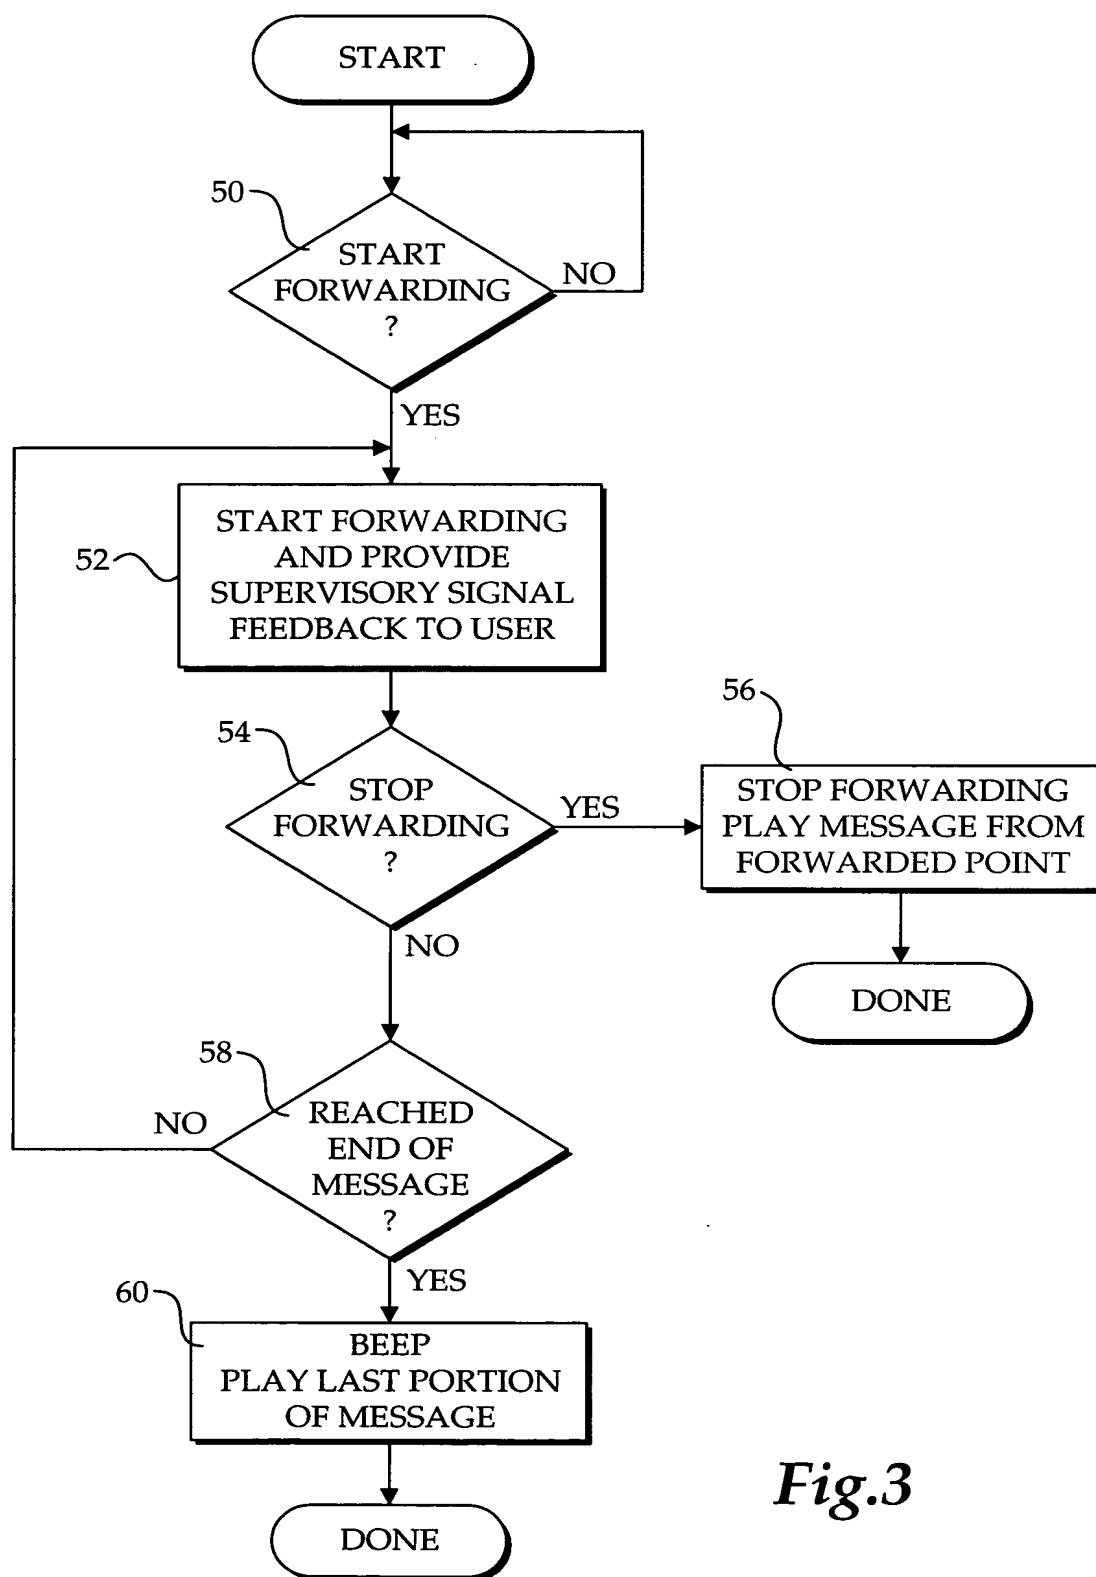 START
50
START
FORWARDING
?
NO
YES
52
START FORWARDING
AND PROVIDE
SUPERVISORY SIGNAL
FEEDBACK TO USER
54
STOP
FORWARDING
?
YES
56
STOP FORWARDING
PLAY MESSAGE FROM
FORWARDED POINT
DONE
NO
58
REACHED
END OF
MESSAGE
?
NO
YES
60
BEEP
PLAY LAST PORTION
OF MESSAGE
DONE
Fig.3